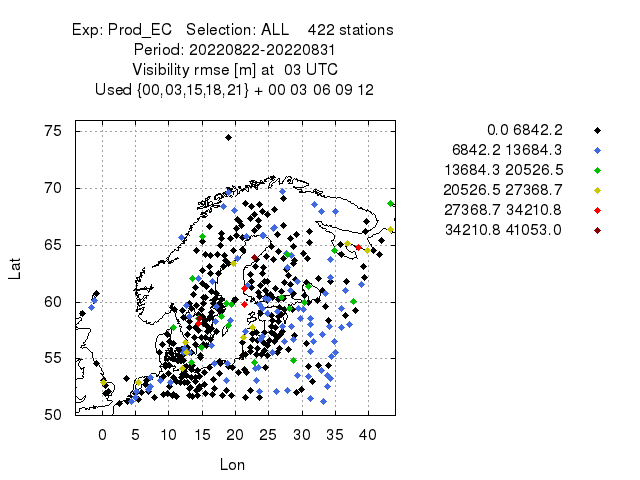 Exp: Prod_EC Selection: ALL 422 stations
Period: 20220822-20220831
Visibility rmse [m] at 03 UTC
Used {00,03,15,18,21} + 00 03 06 09 12
75
70
65
60
55
50
Lat
0 5 10 15 20 25 30 35 40
Lon
0.0 6842.2
6842.2 13684.3
13684.3 20526.5
20526.5 27368.7
27368.7 34210.8
34210.8 41053.0